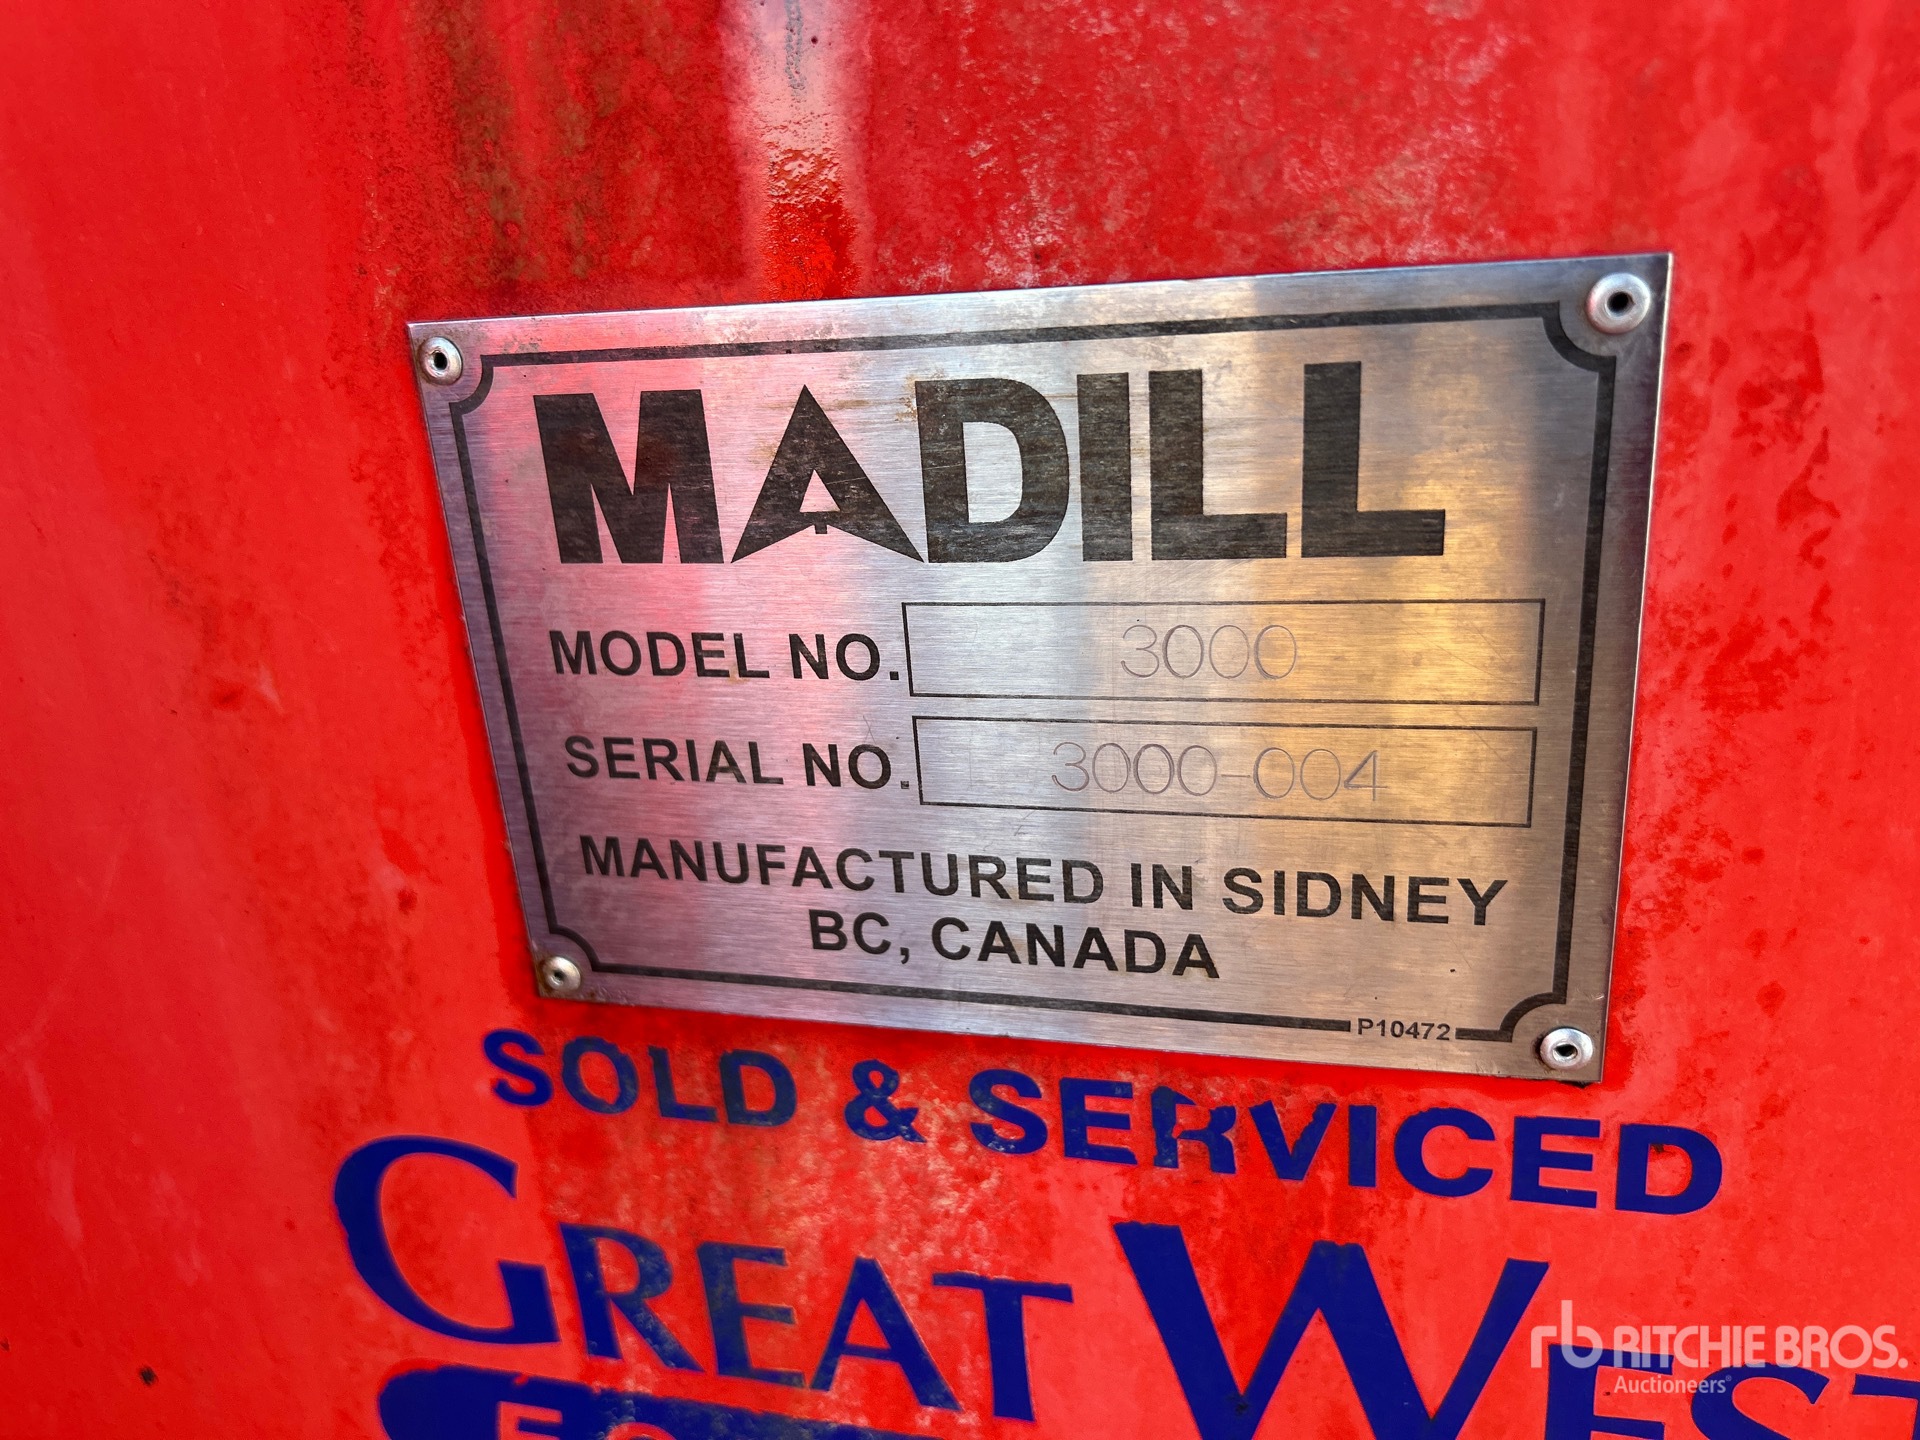 MADILL
MODEL NO. 3000
SERIAL NO. 3000-004
MANUFACTURED IN SIDNEY
BC, CANADA
P10472
SOLD & SERVICED
GREAT WEST
RITCHIE BROS.
Auctioneers®